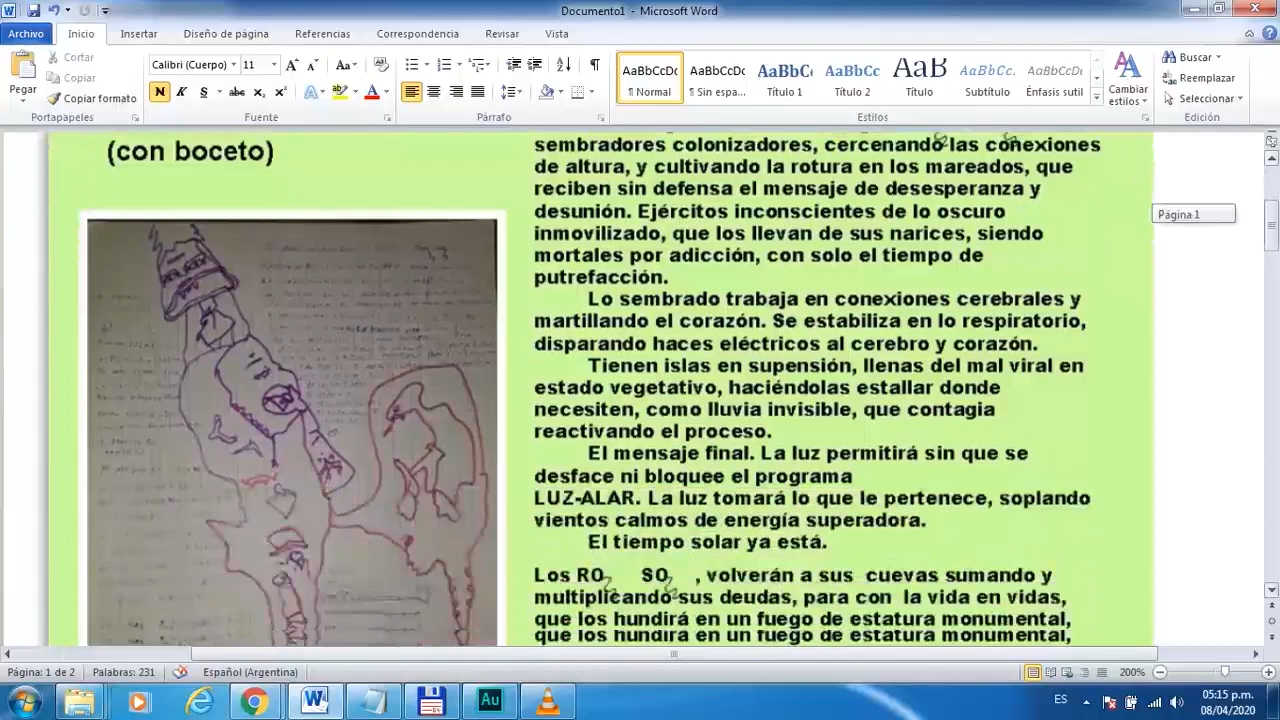 Documento1 - Microsoft Word
Archivo Inicio Insertar Diseño de página Referencias Correspondencia Revisar Vista
Pegar
Cortar
Copiar
Copiar formato
Portapapeles
Calibri (Cuerpo) 11
Fuente
Párrafo
AaBbCcDc AaBbCcDc AaBbC AaBbCc AaB AaBbCc. AaBbCcDc
¶ Normal ¶ Sin espa... Título 1 Título 2 Título Subtítulo Énfasis sutil
Cambiar
estilos
Estilos
Buscar
Reemplazar
Seleccionar
Edición
(con boceto)
sembradores colonizadores, cercenando las conexiones
de altura, y cultivando la rotura en los mareados, que
reciben sin defensa el mensaje de desesperanza y
desunión. Ejércitos inconscientes de lo oscuro
inmovilizado, que los llevan de sus narices, siendo
mortales por adicción, con solo el tiempo de
putrefacción.
Lo sembrado trabaja en conexiones cerebrales y
martillando el corazón. Se estabiliza en lo respiratorio,
disparando haces eléctricos al cerebro y corazón.
Tienen islas en supensión, llenas del mal viral en
estado vegetativo, haciéndolas estallar donde
necesiten, como lluvia invisible, que contagia
reactivando el proceso.
El mensaje final. La luz permitirá sin que se
desface ni bloquee el programa
LUZ-ALAR. La luz tomará lo que le pertenece, soplando
vientos calmos de energía superadora.
El tiempo solar ya está.
Los RO SO , volverán a sus cuevas sumando y
multiplicando sus deudas, para con la vida en vidas,
que los hundirá en un fuego de estatura monumental,
que los hundirá en un fuego de estatura monumental,
Página 1
Página: 1 de 2 Palabras: 231 Español (Argentina) 200%
ES 05:15 p.m.
08/04/2020